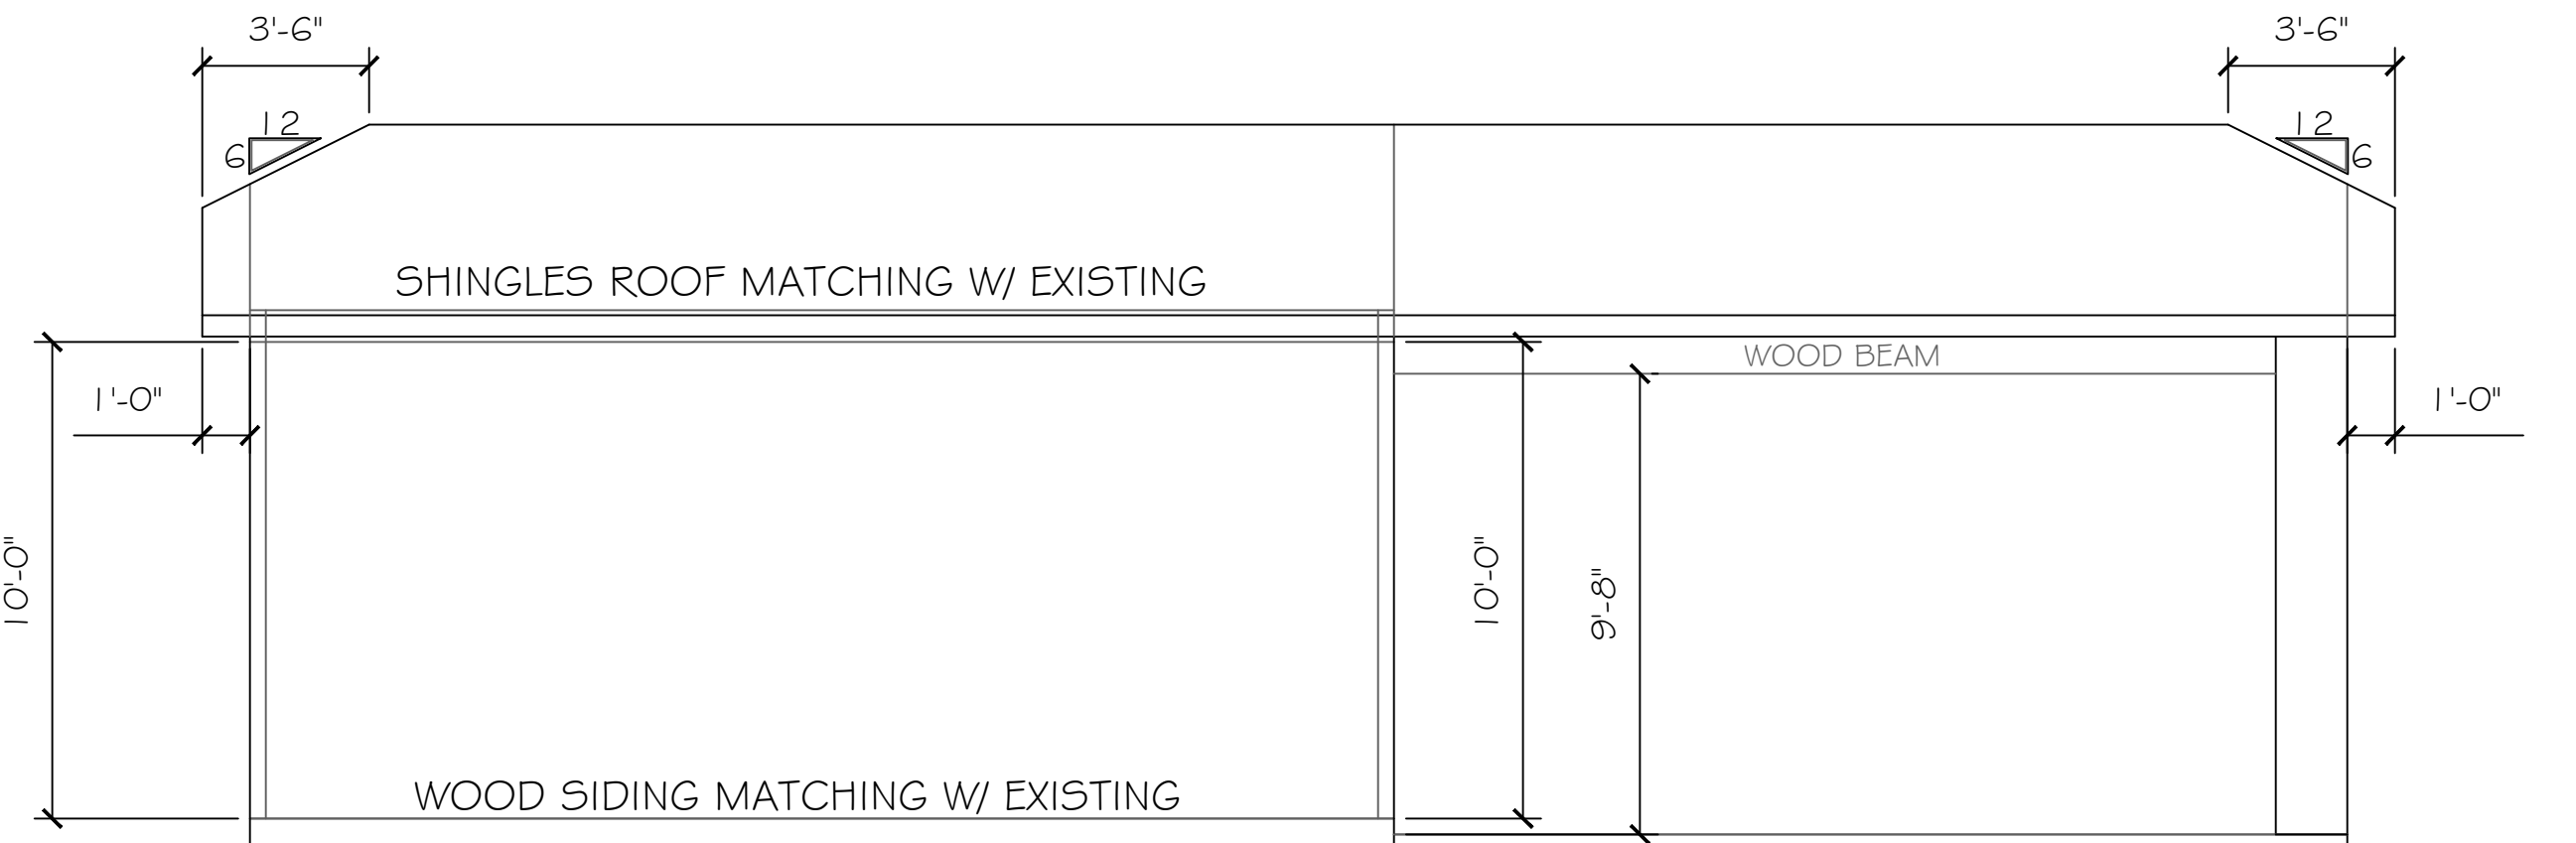 3'-6" 3'-6"
12 12
6 6
SHINGLES ROOF MATCHING W/ EXISTING
WOOD BEAM
1'-0" 1'-0"
10'-0" 10'-0" 9'-8"
WOOD SIDING MATCHING W/ EXISTING